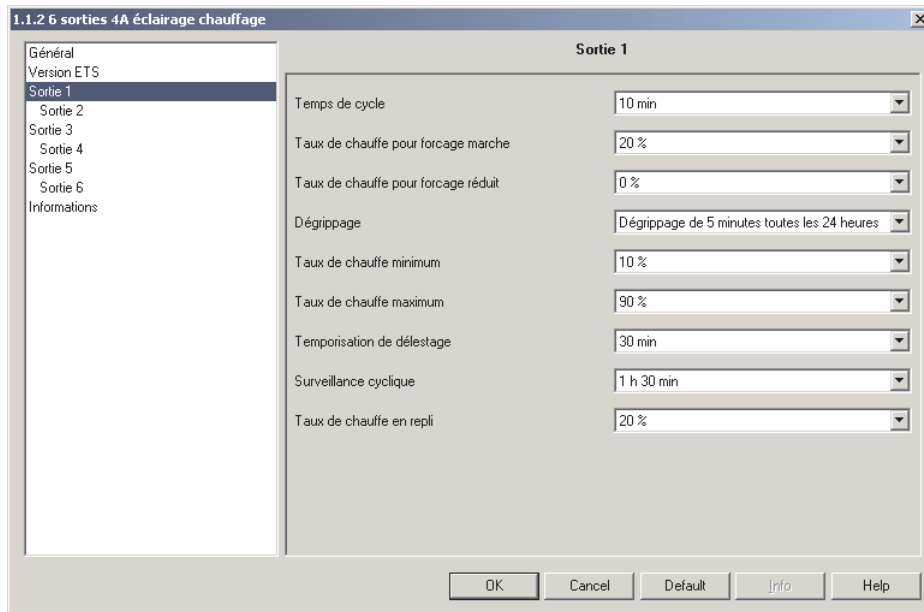 1.1.2 6 sorties 4A éclairage chauffage
Général
Version ETS
Sortie 1
Sortie 2
Sortie 3
Sortie 4
Sortie 5
Sortie 6
Informations
Sortie 1
Temps de cycle
10 min
Taux de chauffe pour forcage marche
20 %
Taux de chauffe pour forcage réduit
0 %
Dégrippage
Dégrippage de 5 minutes toutes les 24 heures
Taux de chauffe minimum
10 %
Taux de chauffe maximum
90 %
Temporisation de délestage
30 min
Surveillance cyclique
1 h 30 min
Taux de chauffe en repli
20 %
OK
Cancel
Default
Info
Help